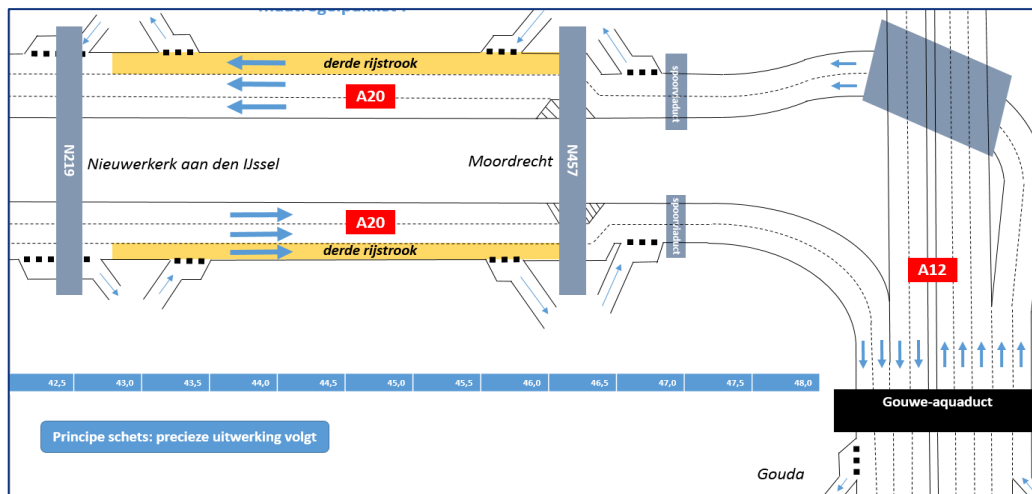 derde rijstrook
A20
N219
Nieuwerkerk aan den IJssel
Moordrecht
N457
spoorviaduct
A20
derde rijstrook
spoorviaduct
A12
42,5 43,0 43,5 44,0 44,5 45,0 45,5 46,0 46,5 47,0 47,5 48,0
Gouwe-aquaduct
Principe schets: precieze uitwerking volgt
Gouda